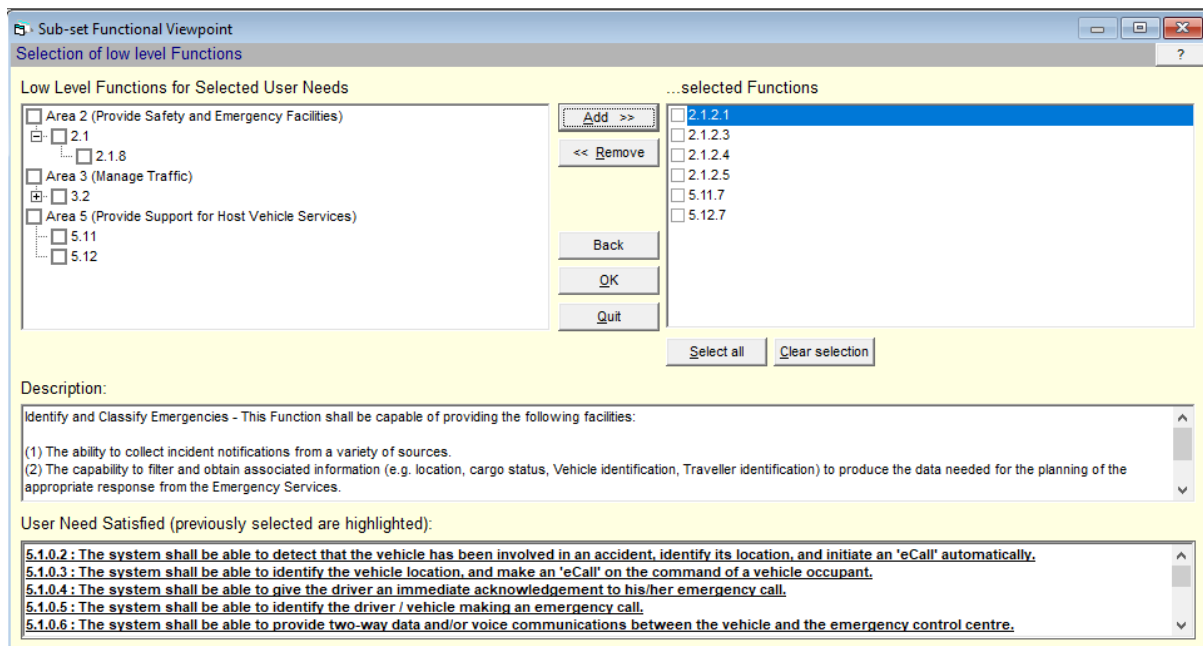 Sub-set Functional Viewpoint
Selection of low level Functions
?
Low Level Functions for Selected User Needs
...selected Functions
Area 2 (Provide Safety and Emergency Facilities)
2.1
2.1.8
Area 3 (Manage Traffic)
3.2
Area 5 (Provide Support for Host Vehicle Services)
5.11
5.12
Add >>
<< Remove
Back
OK
Quit
2.1.2.1
2.1.2.3
2.1.2.4
2.1.2.5
5.11.7
5.12.7
Select all
Clear selection
Description:
Identify and Classify Emergencies - This Function shall be capable of providing the following facilities:
(1) The ability to collect incident notifications from a variety of sources.
(2) The capability to filter and obtain associated information (e.g. location, cargo status, Vehicle identification, Traveller identification) to produce the data needed for the planning of the
appropriate response from the Emergency Services.
User Need Satisfied (previously selected are highlighted):
5.1.0.2 : The system shall be able to detect that the vehicle has been involved in an accident, identify its location, and initiate an 'eCall' automatically.
5.1.0.3 : The system shall be able to identify the vehicle location, and make an 'eCall' on the command of a vehicle occupant.
5.1.0.4 : The system shall be able to give the driver an immediate acknowledgement to his/her emergency call.
5.1.0.5 : The system shall be able to identify the driver / vehicle making an emergency call.
5.1.0.6 : The system shall be able to provide two-way data and/or voice communications between the vehicle and the emergency control centre.